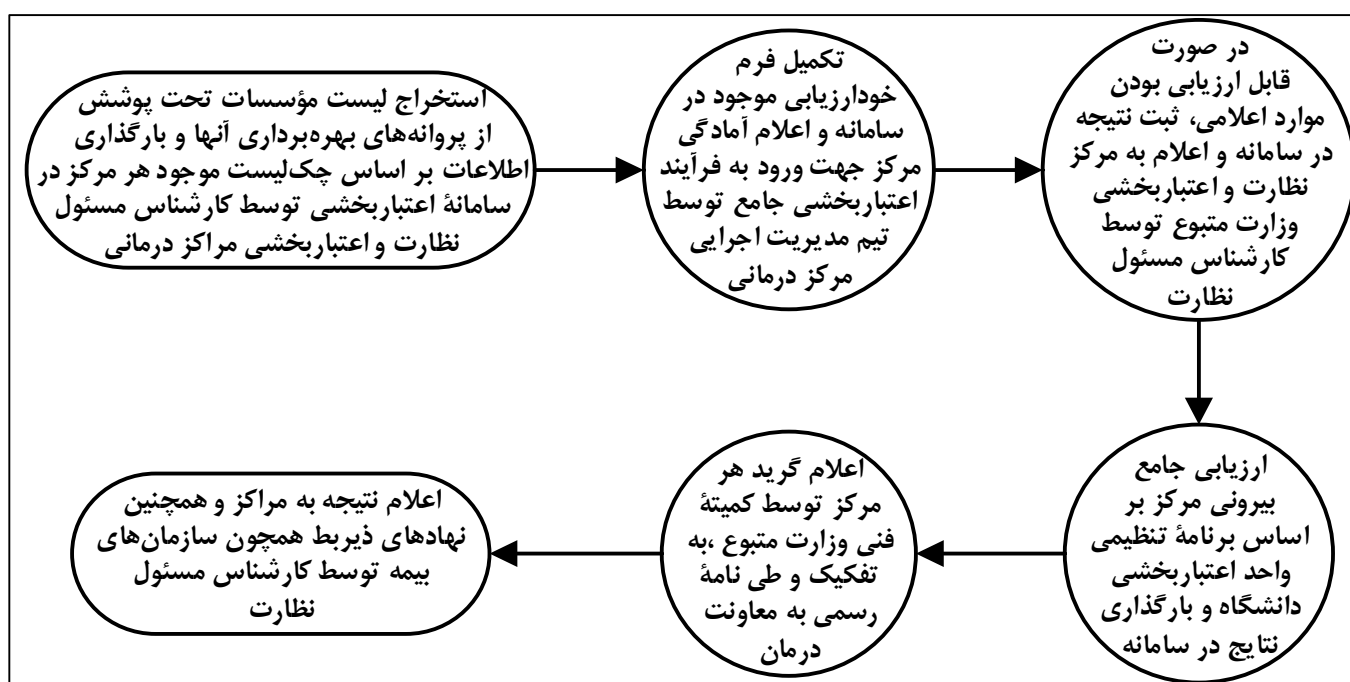 استخراج لیست مؤسسات تحت پوشش
از پروانه‌های بهره‌برداری آنها و بارگذاری
اطلاعات بر اساس چک‌لیست موجود هر مرکز در
سامانهٔ اعتباربخشی توسط کارشناس مسئول
نظارت و اعتباربخشی مراکز درمانی
تکمیل فرم
خودارزیابی موجود در
سامانه و اعلام آمادگی
مرکز جهت ورود به فرآیند
اعتباربخشی جامع توسط
تیم مدیریت اجرایی
مرکز درمانی
در صورت
قابل ارزیابی بودن
موارد اعلامی، ثبت نتیجه
در سامانه و اعلام به مرکز
نظارت و اعتباربخشی
وزارت متبوع توسط
کارشناس مسئول
نظارت
ارزیابی جامع
بیرونی مرکز بر
اساس برنامهٔ تنظیمی
واحد اعتباربخشی
دانشگاه و بارگذاری
نتایج در سامانه
اعلام گرید هر
مرکز توسط کمیتهٔ
فنی وزارت متبوع ،به
تفکیک و طی نامهٔ
رسمی به معاونت
درمان
اعلام نتیجه به مراکز و همچنین
نهادهای ذیربط همچون سازمان‌های
بیمه توسط کارشناس مسئول
نظارت